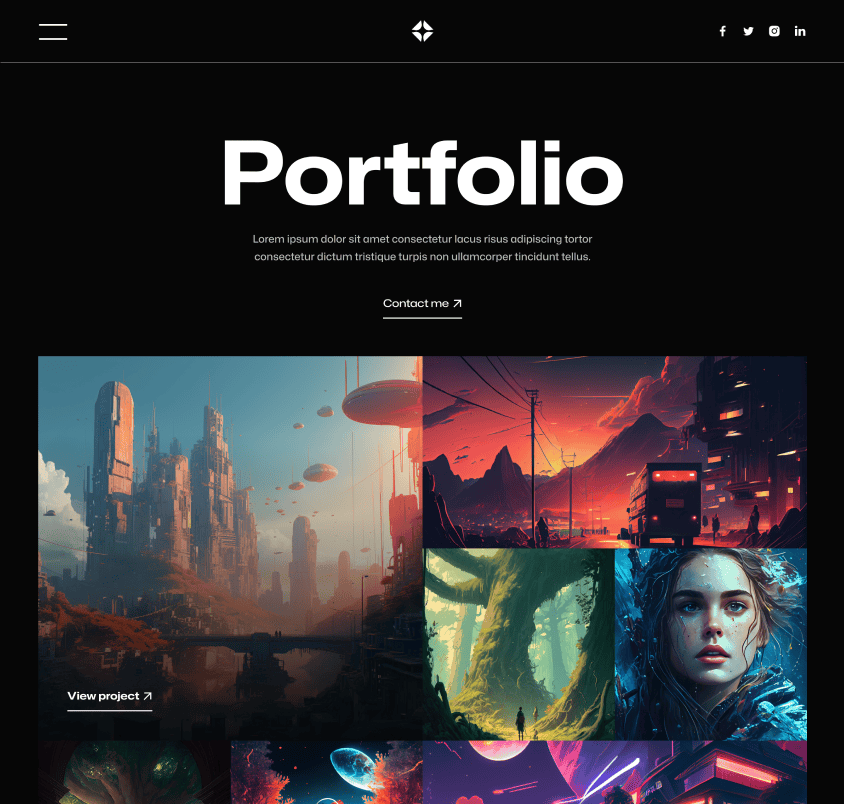 Portfolio
Lorem ipsum dolor sit amet consectetur lacus risus adipiscing tortor
consectetur dictum tristique turpis non ullamcorper tincidunt tellus.
Contact me
View project